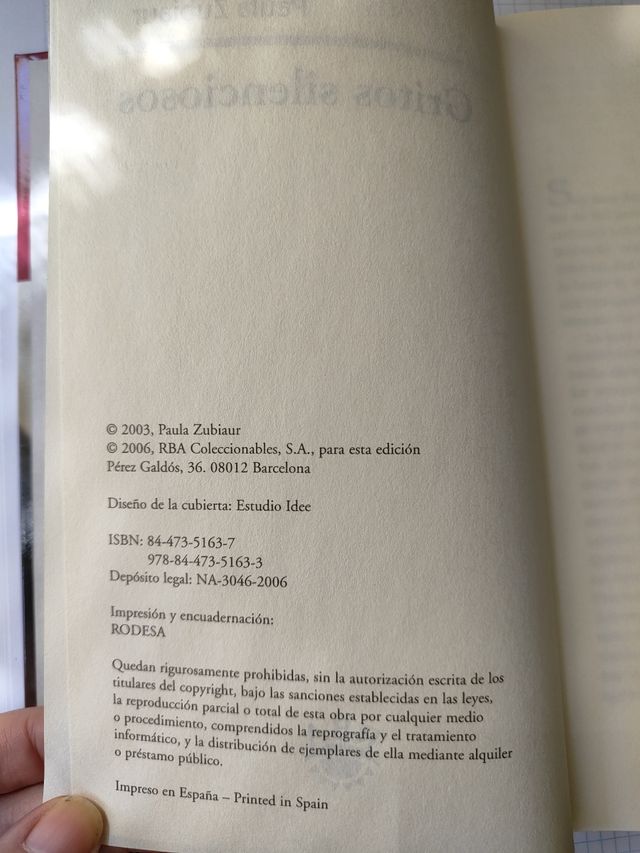 Paula Zubiaur
Gritos silenciosos
© 2003, Paula Zubiaur
© 2006, RBA Coleccionables, S.A., para esta edición
Pérez Galdós, 36. 08012 Barcelona
Diseño de la cubierta: Estudio Idee
ISBN: 84-473-5163-7
978-84-473-5163-3
Depósito legal: NA-3046-2006
Impresión y encuadernación:
RODESA
Quedan rigurosamente prohibidas, sin la autorización escrita de los
titulares del copyright, bajo las sanciones establecidas en las leyes,
la reproducción parcial o total de esta obra por cualquier medio
o procedimiento, comprendidos la reprografía y el tratamiento
informático, y la distribución de ejemplares de ella mediante alquiler
o préstamo público.
Impreso en España – Printed in Spain